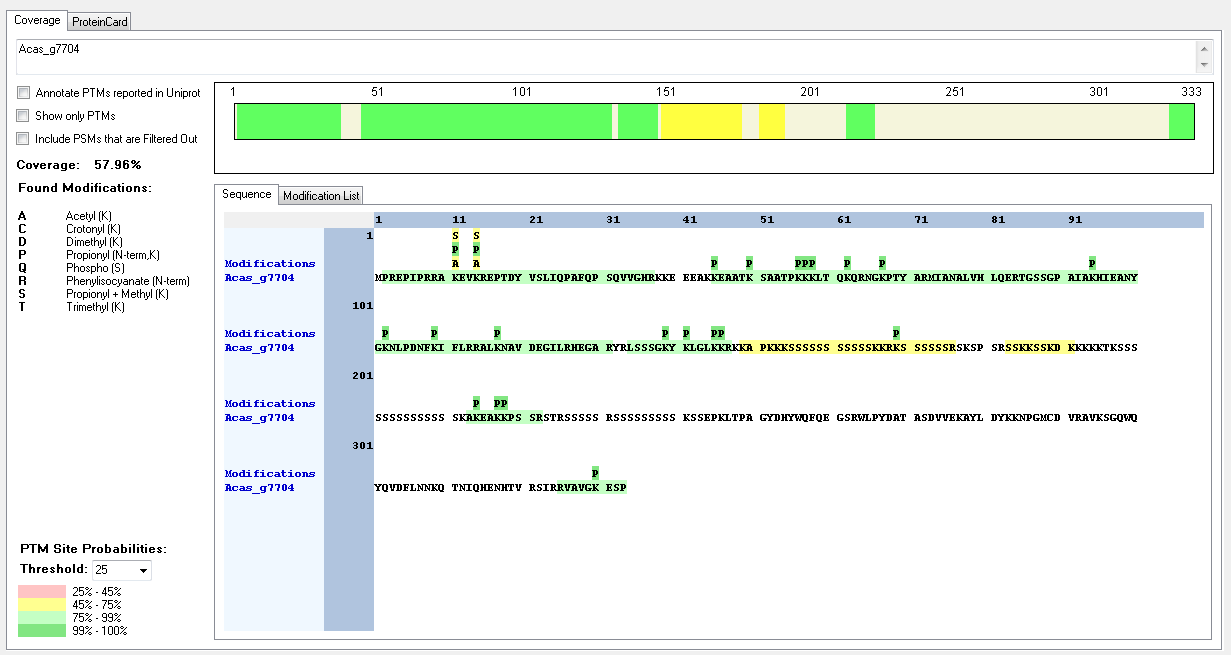 Coverage ProteinCard
Acas_g7704
Annotate PTMs reported in Uniprot
Show only PTMs
Include PSMs that are Filtered Out
Coverage: 57.96%
Found Modifications:
A Acetyl (K)
C Crotonyl (K)
D Dimethyl (K)
P Propionyl (N-term,K)
Q Phospho (S)
R Phenylisocyanate (N-term)
S Propionyl + Methyl (K)
T Trimethyl (K)
PTM Site Probabilities:
Threshold: 25
25% - 45%
45% - 75%
75% - 99%
99% - 100%
1 51 101 151 201 251 301 333
Sequence Modification List
1 11 21 31 41 51 61 71 81 91
1 S S
P P
Modifications A A P P PPP P P P
Acas_g7704 MPREPIPRRA KEVKREPTDY VSLIQPAFQP SQVVGHRKKE EEAKKEAATK SAATPKKKLT QKQRNGKPTY ARMIANALVH LQERTGSSGP AIAKHIEANY
101
Modifications P P P P P PP P
Acas_g7704 GKNLPDNFKI FLRRALKNAV DEGILRHEGA RYRLSSSGKY KLGLKKRKKA PKKKSSSSSS SSSSSKKRKS SSSSSRSKSP SRSSKKSSKD KKKKKTKSSS
201
Modifications P PP
Acas_g7704 SSSSSSSSSS SKAKEAKKPS SRSTRSSSSS RSSSSSSSSS KSSEPKLTPA GYDHYWQFQE GSRWLPYDAT ASDVVEKAYL DYKKNPGMCD VRAVKSGQWQ
301
Modifications P
Acas_g7704 YQVDFLNNKQ TNIQHENHTV RSIRRVAVGK ESP